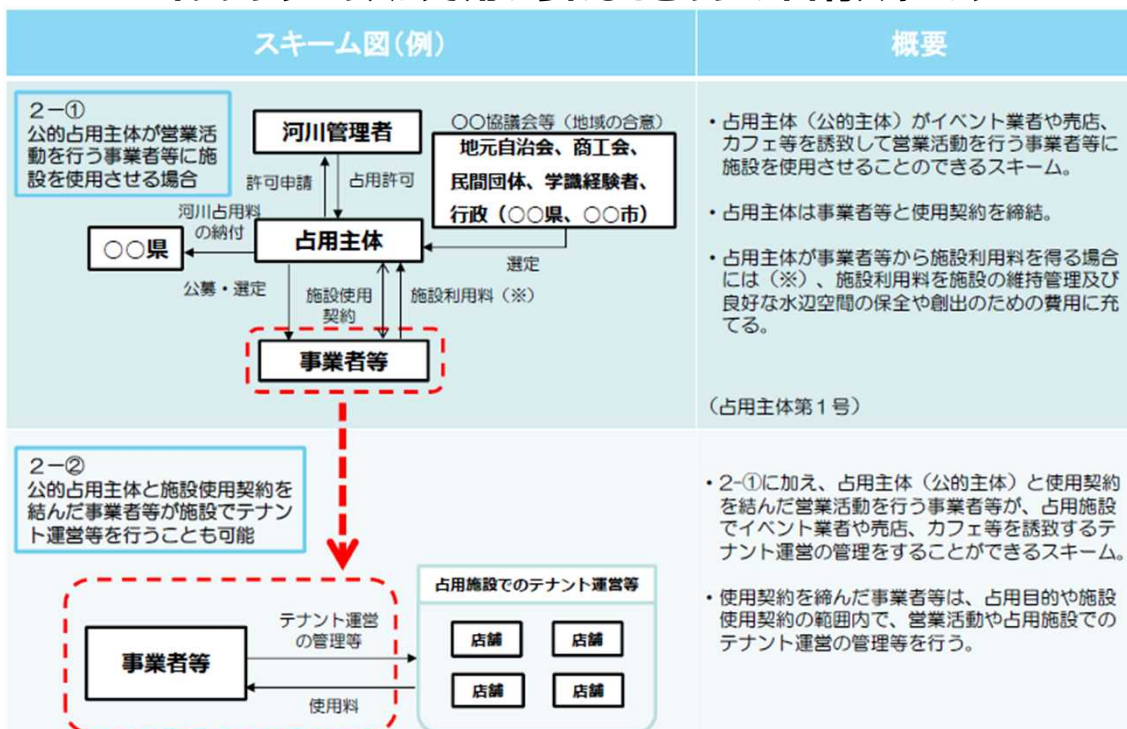 スキーム図(例)
概要
2-①
公的占用主体が営業活
動を行う事業者等に施
設を使用させる場合
河川管理者
〇〇協議会等(地域の合意)
地元自治会、商工会、
民間団体、学識経験者、
行政(〇〇県、〇〇市)
許可申請
占用許可
河川占用料
の納付
〇〇県
占用主体
選定
公募・選定
施設使用
契約
施設利用料(※)
事業者等
・占用主体(公的主体)がイベント業者や売店、
カフェ等を誘致して営業活動を行う事業者等に
施設を使用させることのできるスキーム。
・占用主体は事業者等と使用契約を締結。
・占用主体が事業者等から施設利用料を得る場合
には(※)、施設利用料を施設の維持管理及び
良好な水辺空間の保全や創出のための費用に充
てる。
(占用主体第1号)
2-②
公的占用主体と施設使用契約を
結んだ事業者等が施設でテナン
ト運営等を行うことも可能
占用施設でのテナント運営等
店舗
店舗
店舗
店舗
テナント運営
の管理等
事業者等
使用料
・2-①に加え、占用主体(公的主体)と使用契約
を結んだ営業活動を行う事業者等が、占用施設
でイベント業者や売店、カフェ等を誘致するテ
ナント運営の管理をすることができるスキーム。
・使用契約を締んだ事業者等は、占用目的や施設
使用契約の範囲内で、営業活動や占用施設での
テナント運営の管理等を行う。